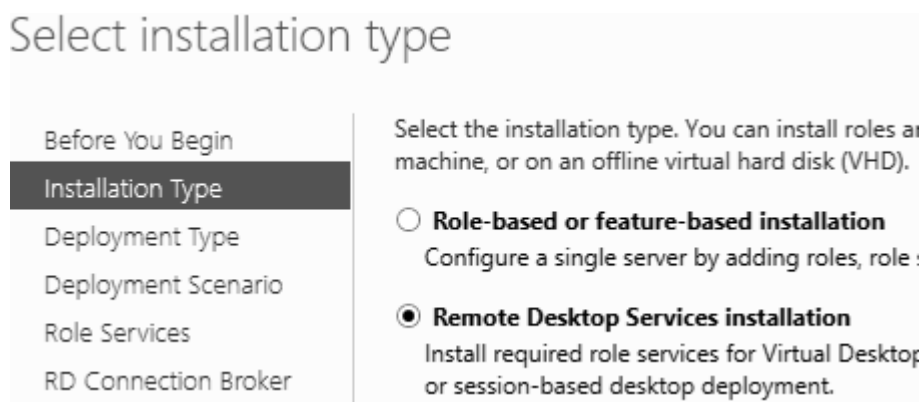 Select installation type
Before You Begin
Installation Type
Deployment Type
Deployment Scenario
Role Services
RD Connection Broker
Select the installation type. You can install roles
machine, or on an offline virtual hard disk (VHD).
Role-based or feature-based installation
Configure a single server by adding roles, role
Remote Desktop Services installation
Install required role services for Virtual Desktop
or session-based desktop deployment.